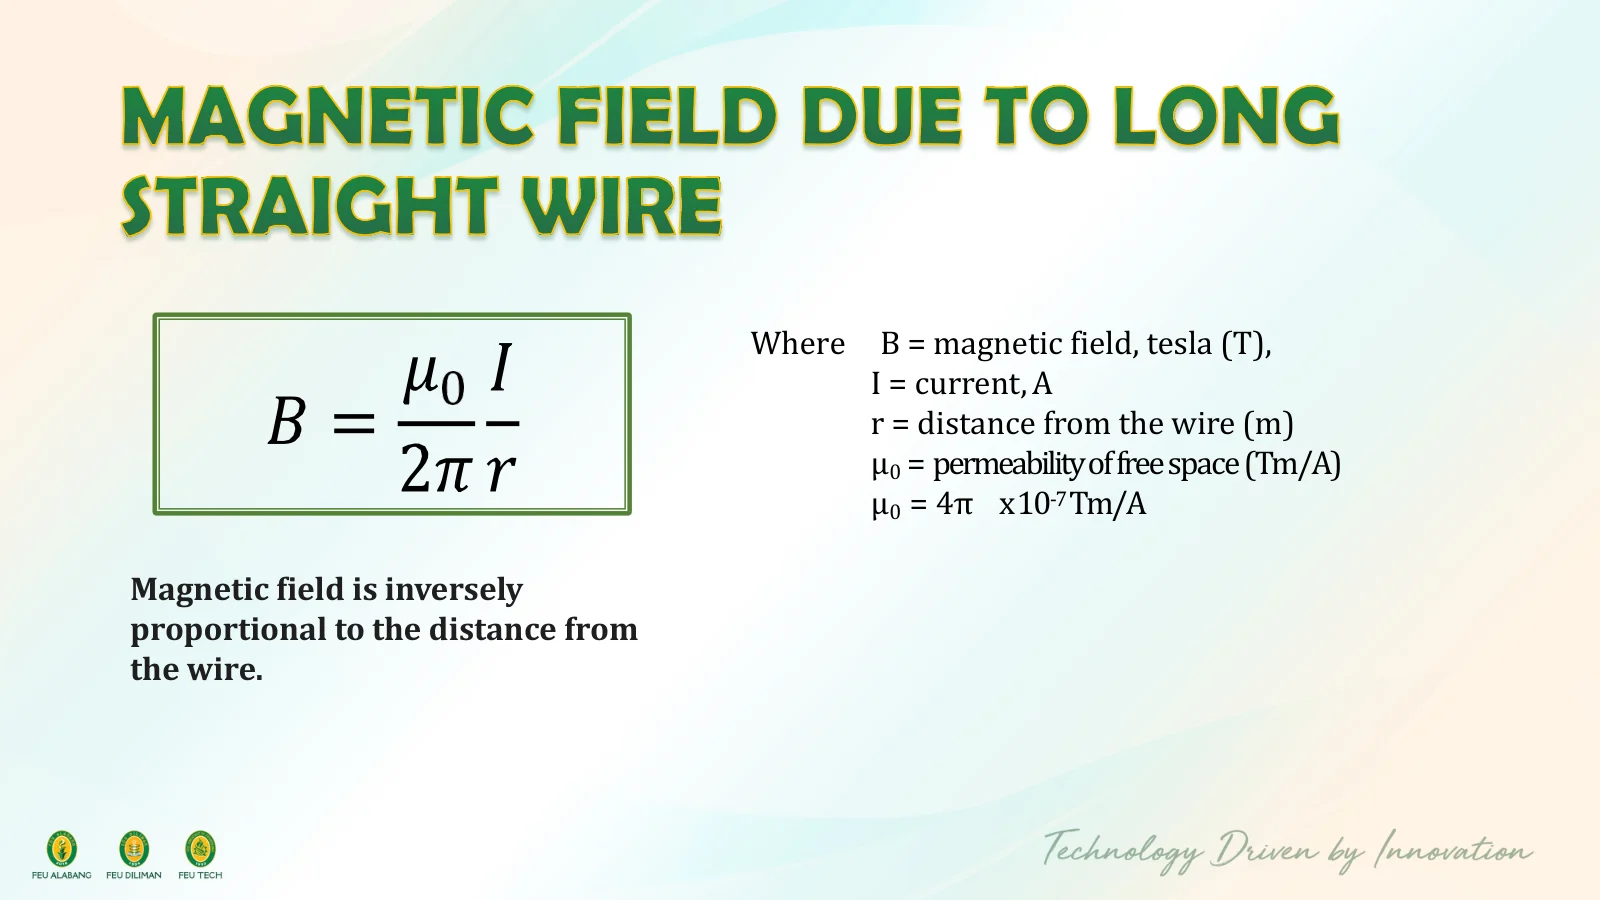 MAGNETIC FIELD DUE TO LONG
STRAIGHT WIRE
B = μ₀/2π I/r
Where B = magnetic field, tesla (T),
I = current, A
r = distance from the wire (m)
μ₀ = permeability of free space (Tm/A)
μ₀ = 4π x10⁻⁷ Tm/A
Magnetic field is inversely
proportional to the distance from
the wire.
FEU ALABANG FEU DILIMAN FEU TECH
Technology Driven by Innovation